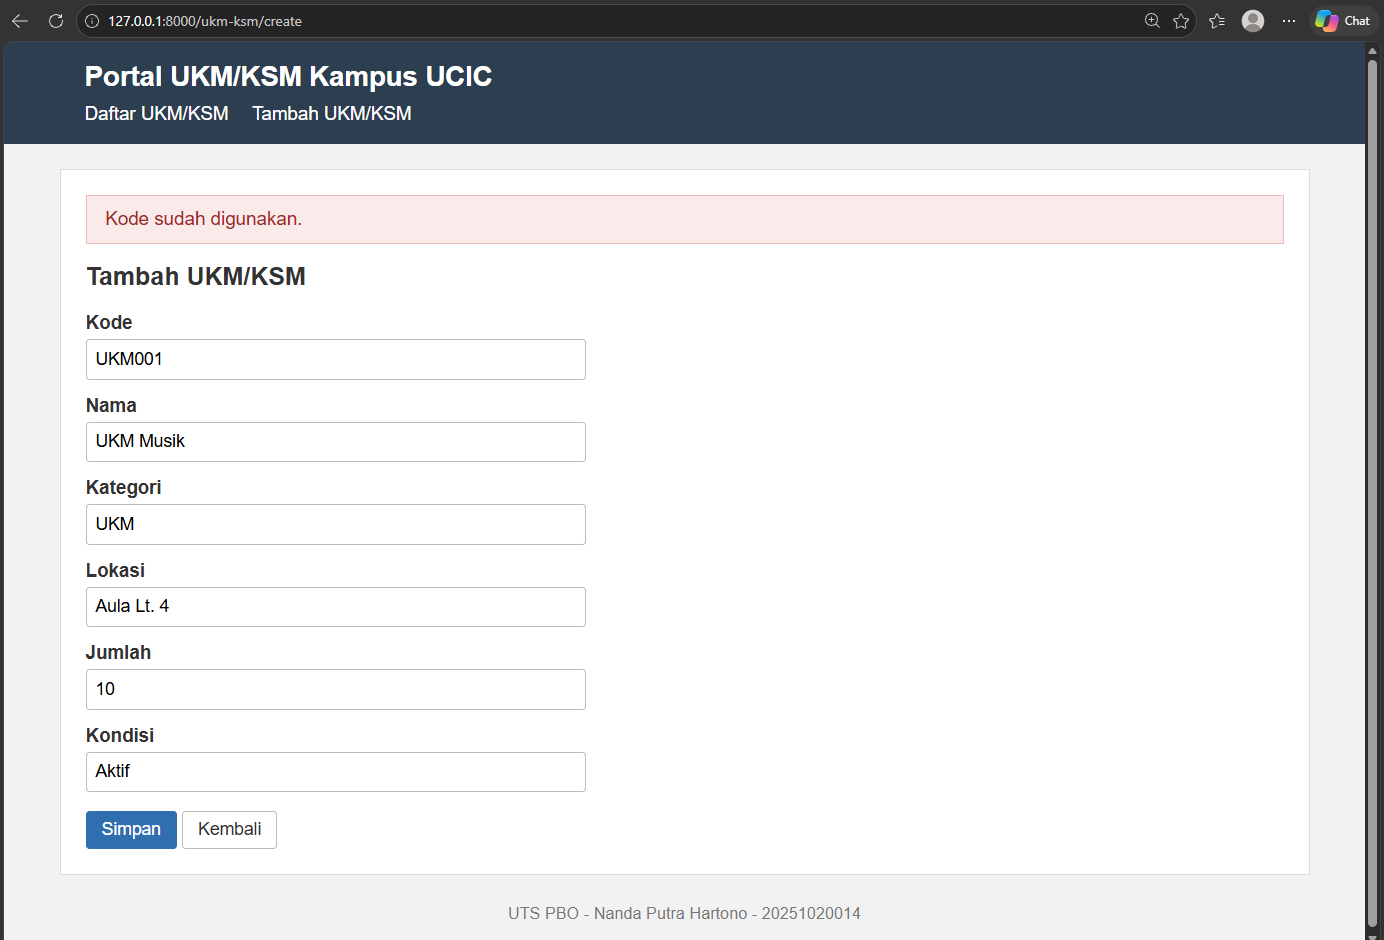 127.0.0.1:8000/ukm-ksm/create
Chat
Portal UKM/KSM Kampus UCIC
Daftar UKM/KSM Tambah UKM/KSM
Kode sudah digunakan.
Tambah UKM/KSM
Kode
UKM001
Nama
UKM Musik
Kategori
UKM
Lokasi
Aula Lt. 4
Jumlah
10
Kondisi
Aktif
Simpan Kembali
UTS PBO - Nanda Putra Hartono - 20251020014